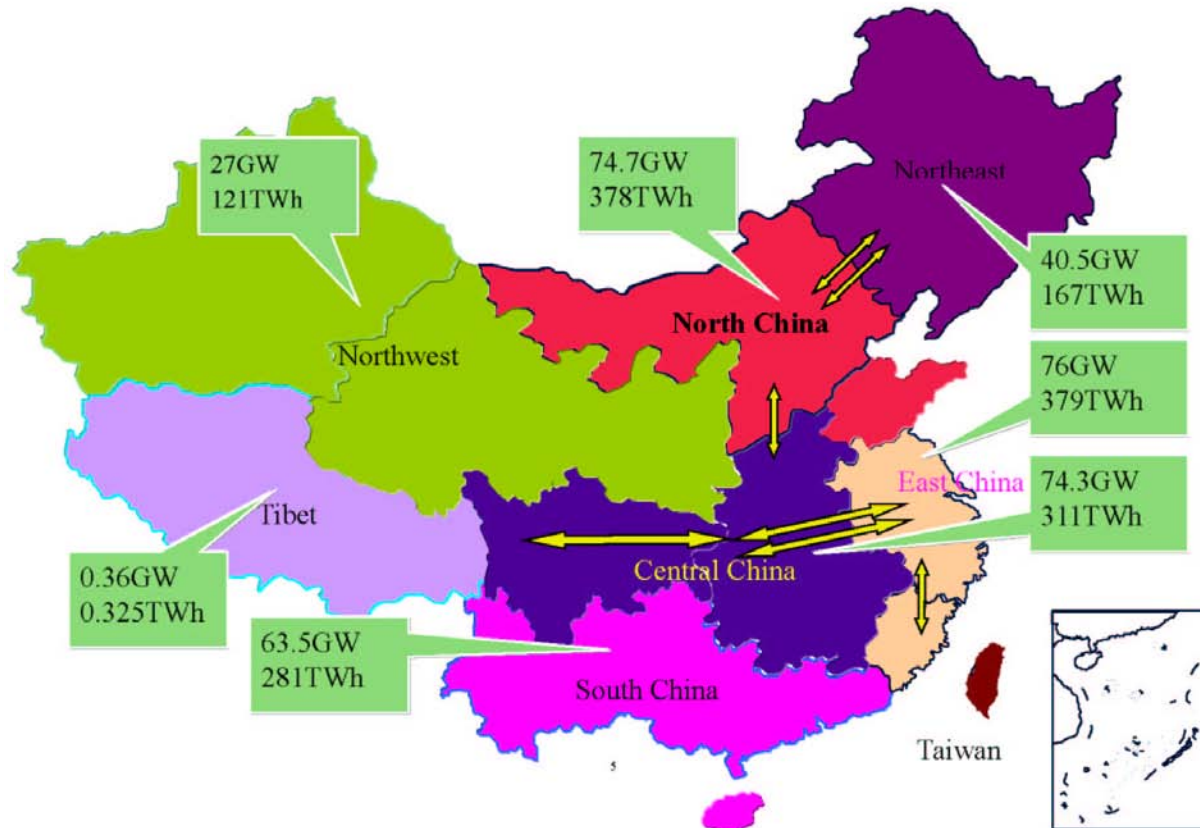 27GW
121TWh
74.7GW
378TWh
Northeast
40.5GW
167TWh
North China
Northwest
76GW
379TWh
East China
74.3GW
311TWh
Tibet
Central China
0.36GW
0.325TWh
63.5GW
281TWh
South China
Taiwan
5